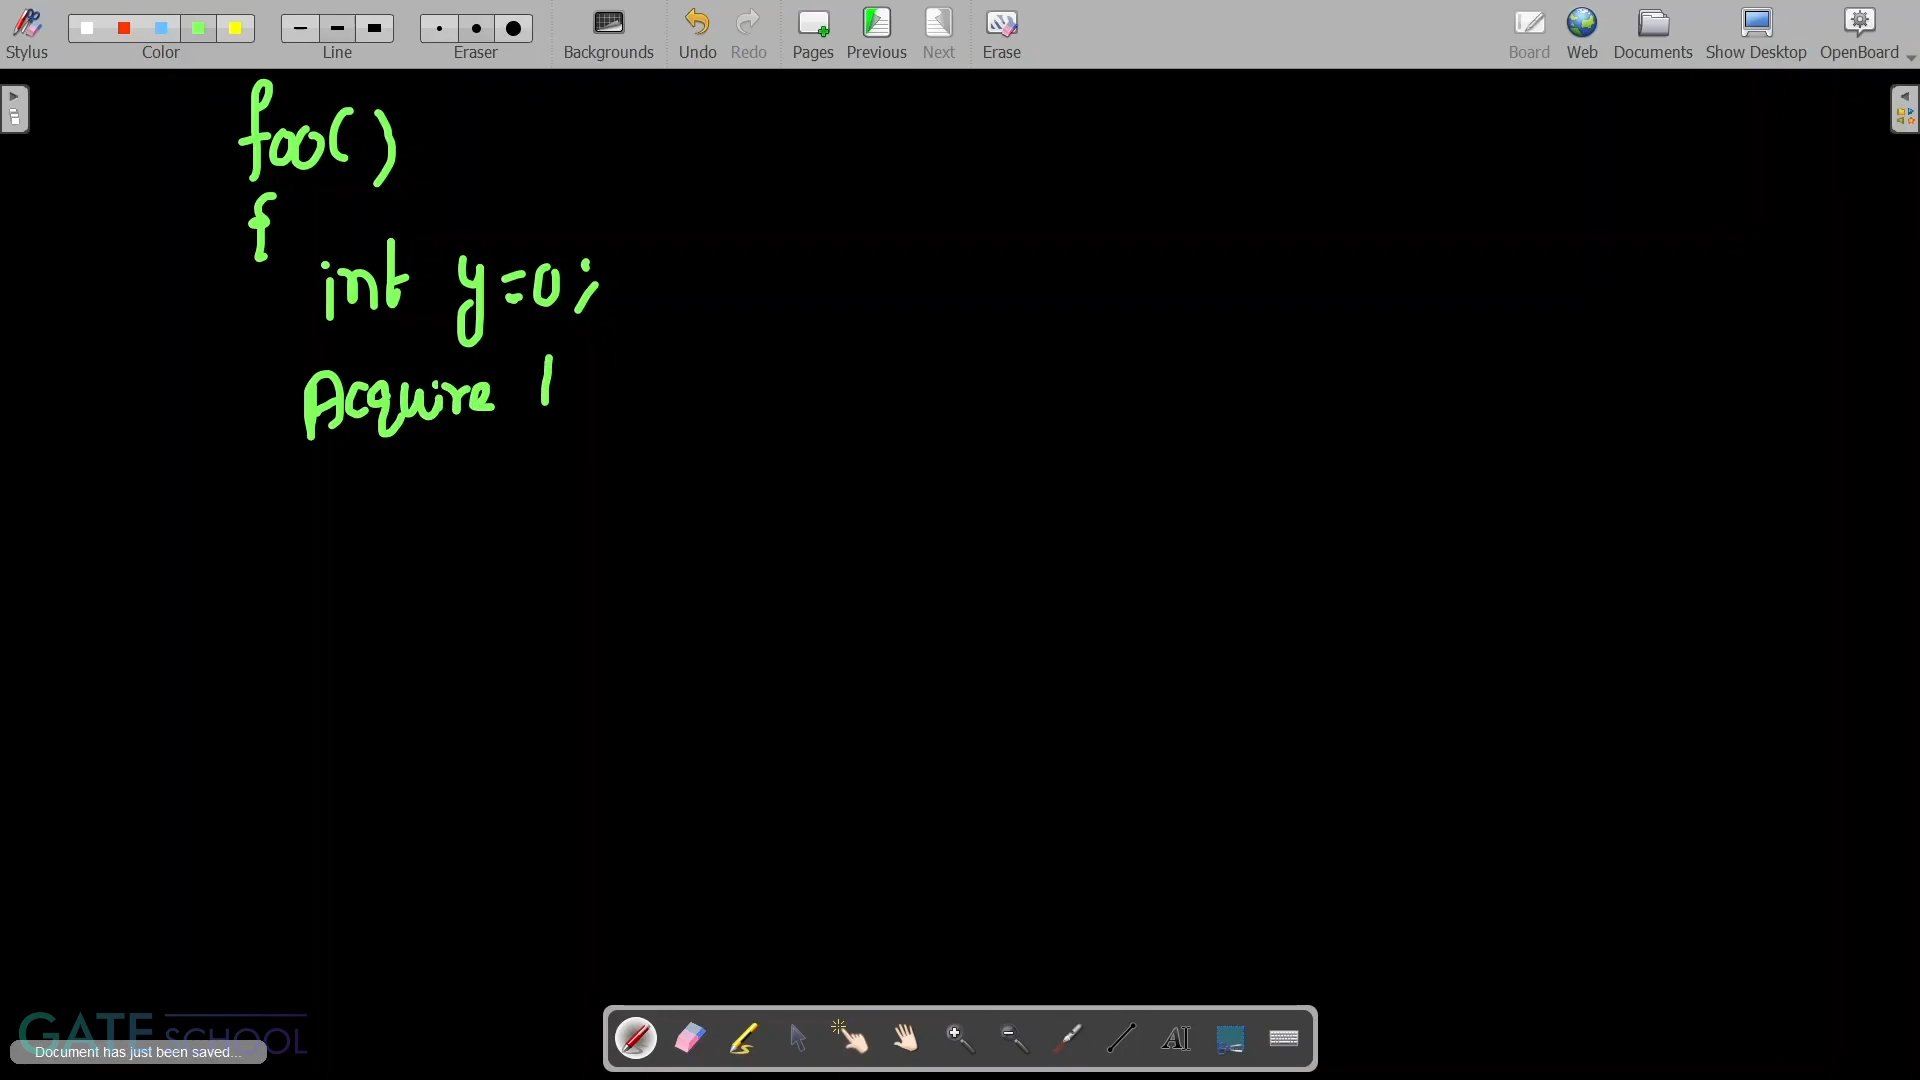 Stylus Color Line Eraser Backgrounds Undo Redo Pages Previous Next Erase Board Web Documents Show Desktop OpenBoard
foo()
{
int y=0;
Acquire l
GATE SCHOOL
Document has just been saved...
AI